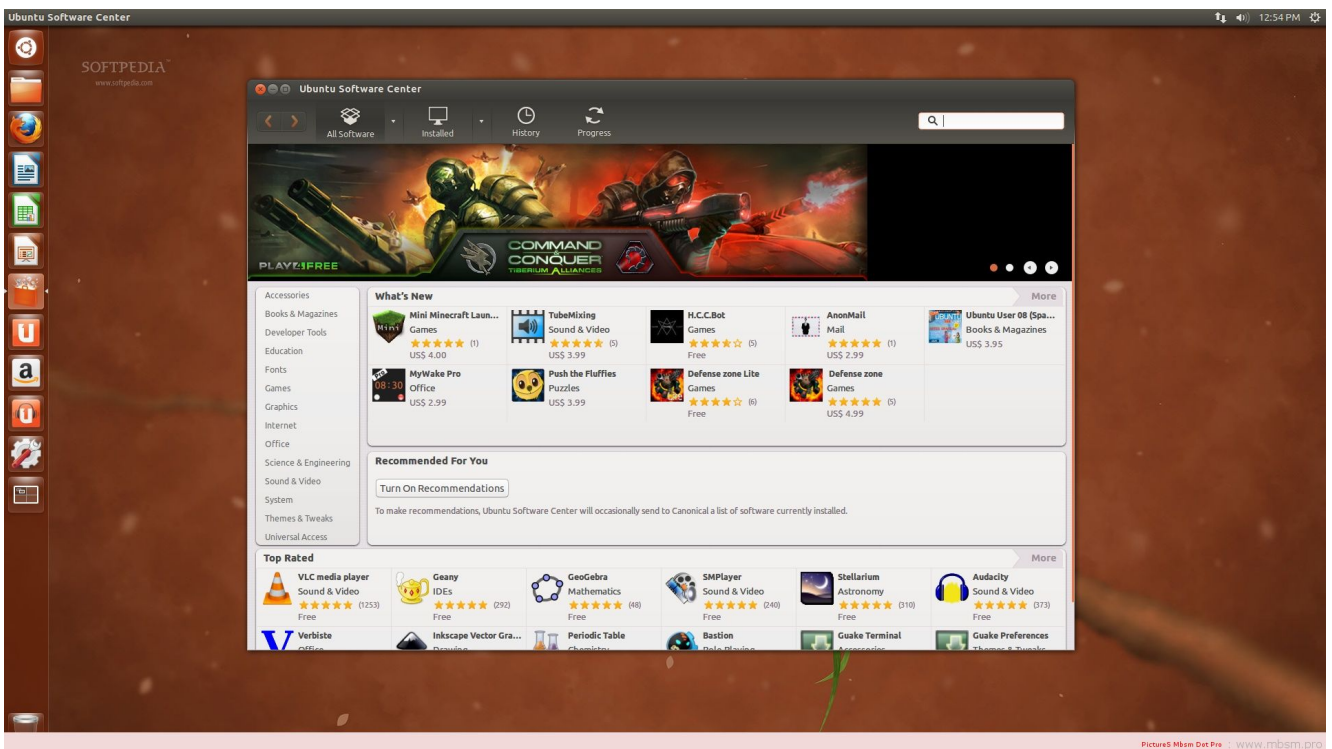 Ubuntu Software Center
12:54 PM
SOFTPEDIA
www.softpedia.com
Ubuntu Software Center
All Software
Installed
History
Progress
PLAY4FREE
COMMAND
& CONQUER
TIBERIUM ALLIANCES
Accessories
Books & Magazines
Developer Tools
Education
Fonts
Games
Graphics
Internet
Office
Science & Engineering
Sound & Video
System
Themes & Tweaks
Universal Access
What's New
More
Mini Minecraft Laun...
Games
(1)
US$ 4.00
TubeMixing
Sound & Video
(5)
US$ 3.99
H.C.C.Bot
Games
(5)
Free
AnonMail
Mail
(1)
US$ 2.99
Ubuntu User 08 (Spa...
Books & Magazines
US$ 3.95
MyWake Pro
Office
US$ 2.99
Push the Fluffies
Puzzles
US$ 3.99
Defense zone Lite
Games
(6)
Free
Defense zone
Games
(5)
US$ 4.99
Recommended For You
Turn On Recommendations
To make recommendations, Ubuntu Software Center will occasionally send to Canonical a list of software currently installed.
Top Rated
More
VLC media player
Sound & Video
(1253)
Free
Geany
IDEs
(292)
Free
GeoGebra
Mathematics
(48)
Free
SMPlayer
Sound & Video
(240)
Free
Stellarium
Astronomy
(310)
Free
Audacity
Sound & Video
(373)
Free
Verbiste
Office
Inkscape Vector Gra...
Drawing
Periodic Table
Chemistry
Bastion
Role Playing
Guake Terminal
Accessories
Guake Preferences
Themes & Tweaks
PictureS Mbsm Dot Pro : www.mbsm.pro